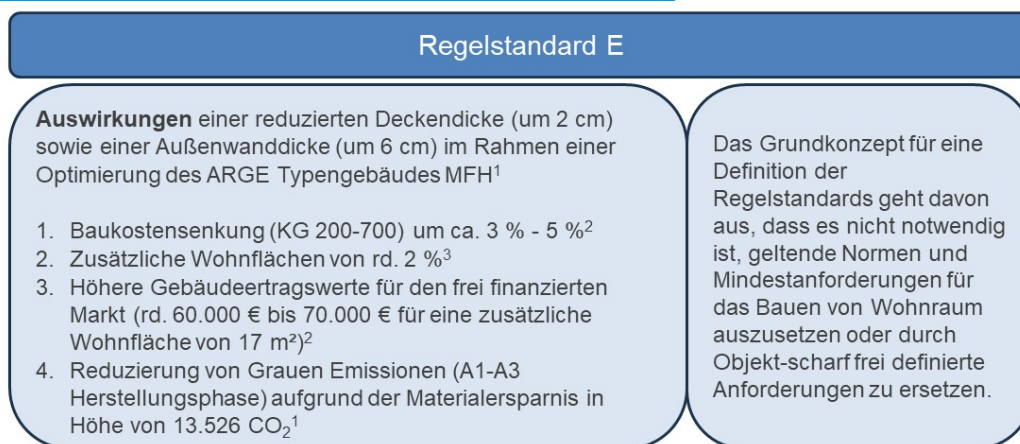 Regelstandard E
Auswirkungen einer reduzierten Deckendicke (um 2 cm)
sowie einer Außenwanddicke (um 6 cm) im Rahmen einer
Optimierung des ARGE Typengebäudes MFH¹
1. Baukostensenkung (KG 200-700) um ca. 3 % - 5 %²
2. Zusätzliche Wohnflächen von rd. 2 %³
3. Höhere Gebäudeertragswerte für den frei finanzierten
Markt (rd. 60.000 € bis 70.000 € für eine zusätzliche
Wohnfläche von 17 m²)²
4. Reduzierung von Grauen Emissionen (A1-A3
Herstellungsphase) aufgrund der Materialersparnis in
Höhe von 13.526 CO₂¹
Das Grundkonzept für eine
Definition der
Regelstandards geht davon
aus, dass es nicht notwendig
ist, geltende Normen und
Mindestanforderungen für
das Bauen von Wohnraum
auszusetzen oder durch
Objekt-scharf frei definierte
Anforderungen zu ersetzen.